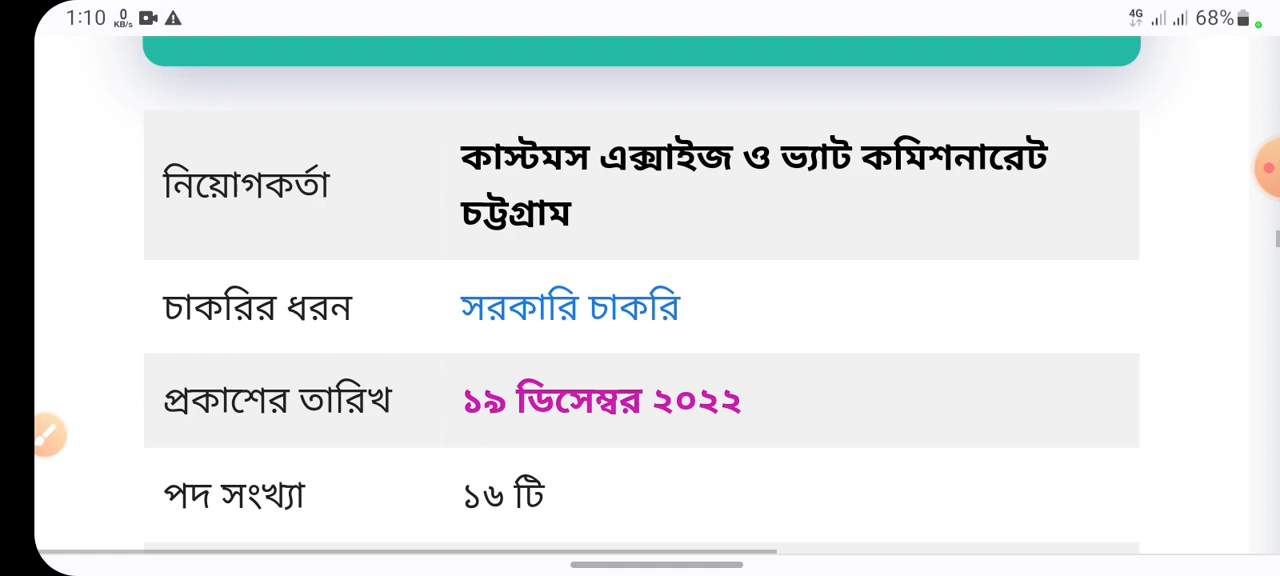 1:10 0 KB/s 4G 68%
নিয়োগকর্তা
কাস্টমস এক্সাইজ ও ভ্যাট কমিশনারেট
চট্টগ্রাম
চাকরির ধরন সরকারি চাকরি
প্রকাশের তারিখ ১৯ ডিসেম্বর ২০২২
পদ সংখ্যা ১৬ টি